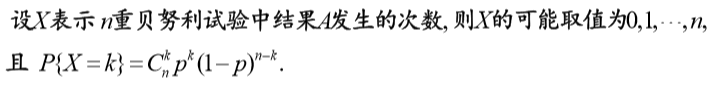 设X表示n重贝努利试验中结果A发生的次数,则X的可能取值为0,1,⋯,n,
且 P{X=k}=C_n^k p^k(1-p)^{n-k}.